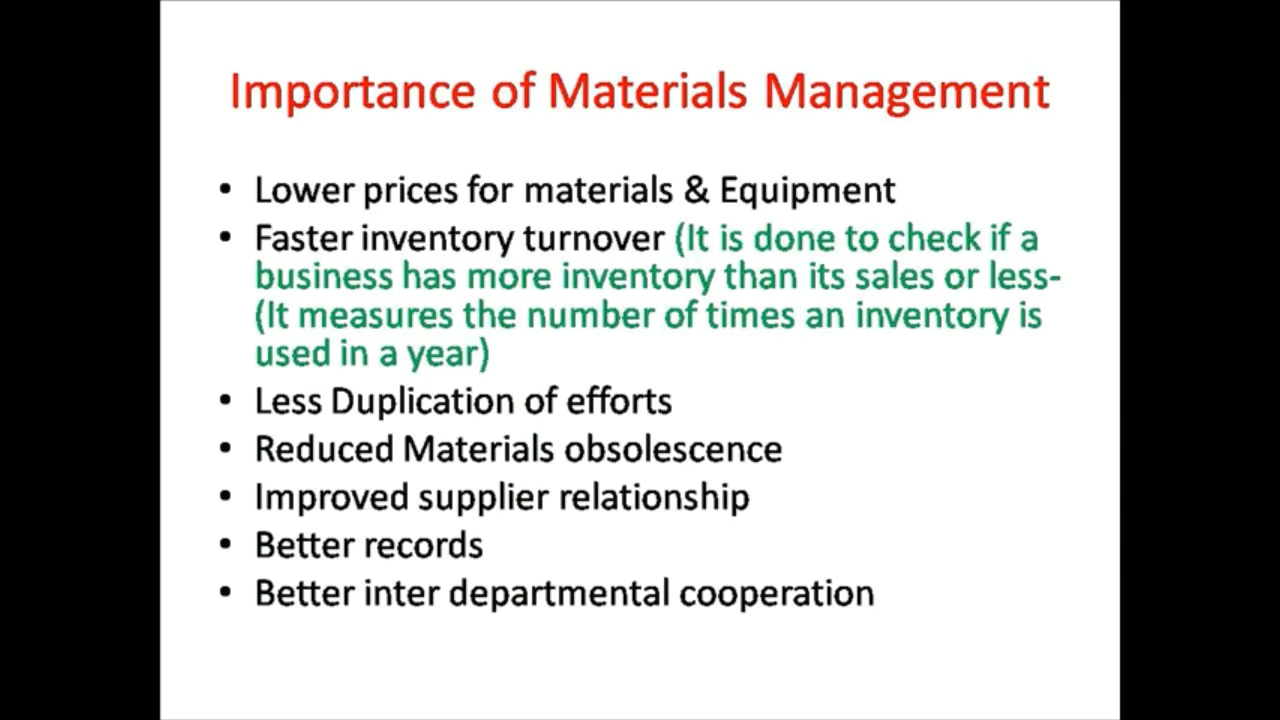 Importance of Materials Management
• Lower prices for materials & Equipment
• Faster inventory turnover (It is done to check if a
business has more inventory than its sales or less-
(It measures the number of times an inventory is
used in a year)
• Less Duplication of efforts
• Reduced Materials obsolescence
• Improved supplier relationship
• Better records
• Better inter departmental cooperation